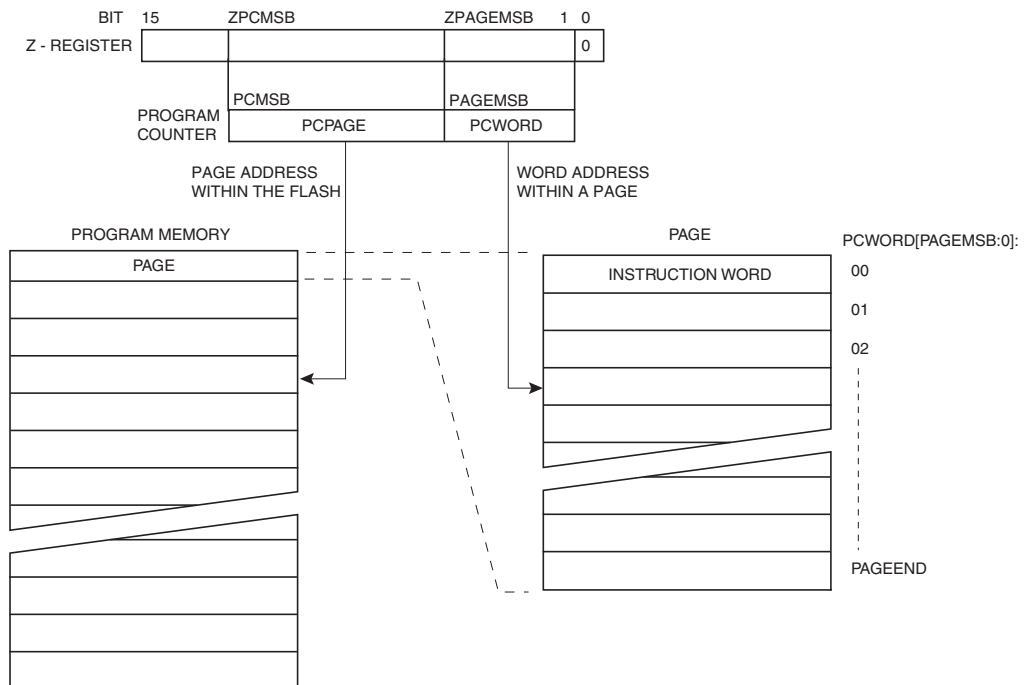 BIT 15 ZPCMSB ZPAGEMSB 1 0
Z - REGISTER 0
PCMSB PAGEMSB
PROGRAM
COUNTER
PCPAGE PCWORD
PAGE ADDRESS
WITHIN THE FLASH
WORD ADDRESS
WITHIN A PAGE
PROGRAM MEMORY
PAGE
PAGE
PCWORD[PAGEMSB:0]:
INSTRUCTION WORD
00
01
02
PAGEEND